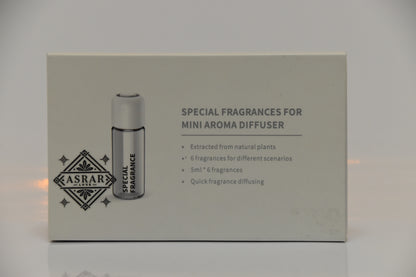 SPECIAL FRAGRANCES FOR
MINI AROMA DIFFUSER
• Extracted from natural plants
• 6 fragrances for different scenarios
• 5ml * 6 fragrances
• Quick fragrance diffusing
SPECIAL
FRAGRANCE
ASRAR
LUXE